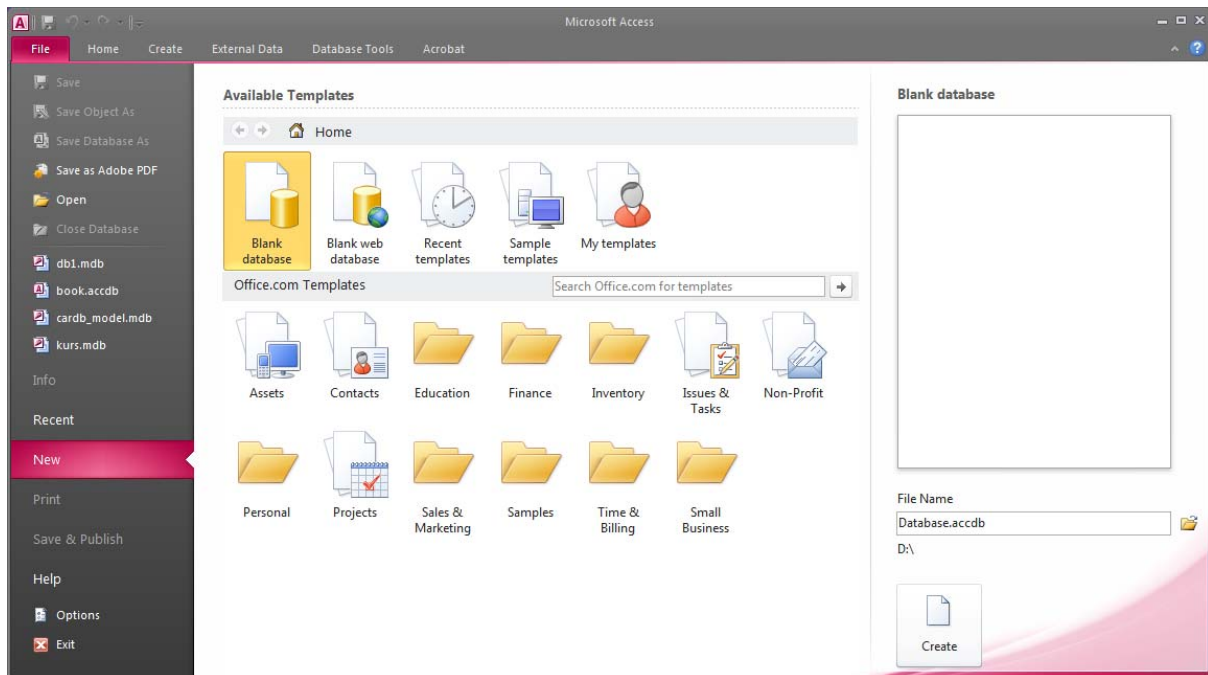 Microsoft Access
File Home Create External Data Database Tools Acrobat
Save
Save Object As
Save Database As
Save as Adobe PDF
Open
Close Database
db1.mdb
book.accdb
cardb_model.mdb
kurs.mdb
Info
Recent
New
Print
Save & Publish
Help
Options
Exit
Available Templates
Home
Blank
database
Blank web
database
Recent
templates
Sample
templates
My templates
Office.com Templates
Search Office.com for templates
Assets
Contacts
Education
Finance
Inventory
Issues &
Tasks
Non-Profit
Personal
Projects
Sales &
Marketing
Samples
Time &
Billing
Small
Business
Blank database
File Name
Database.accdb
D:\
Create